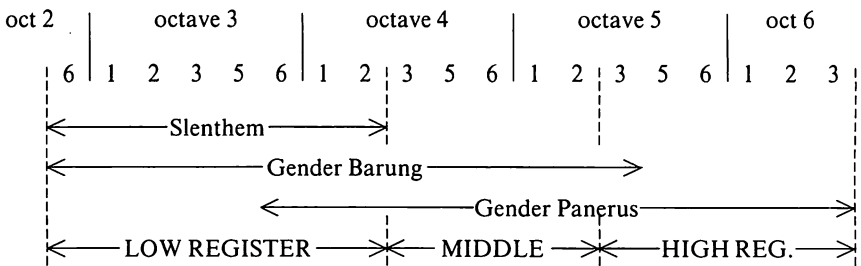 oct 2 octave 3 octave 4 octave 5 oct 6
6 1 2 3 5 6 1 2 3 5 6 1 2 3 5 6 1 2 3
Slenthem
Gender Barung
Gender Panerus
LOW REGISTER MIDDLE HIGH REG.